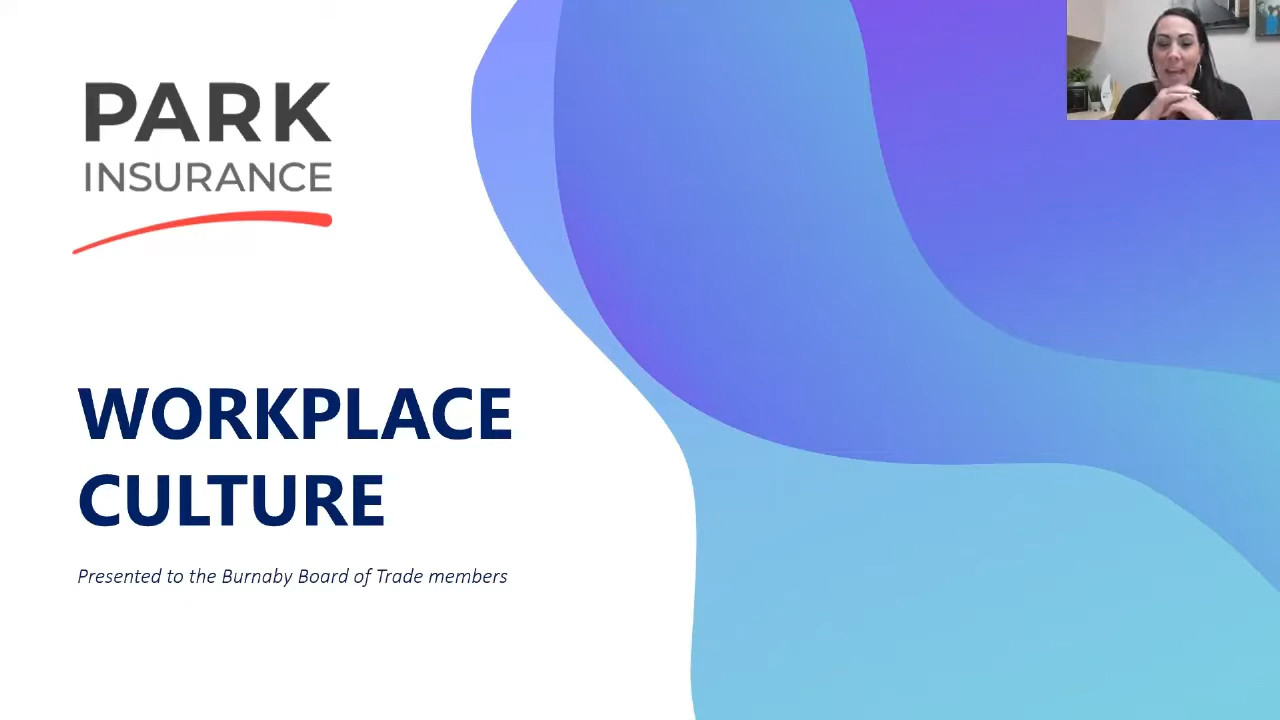 PARK
INSURANCE
WORKPLACE
CULTURE
Presented to the Burnaby Board of Trade members